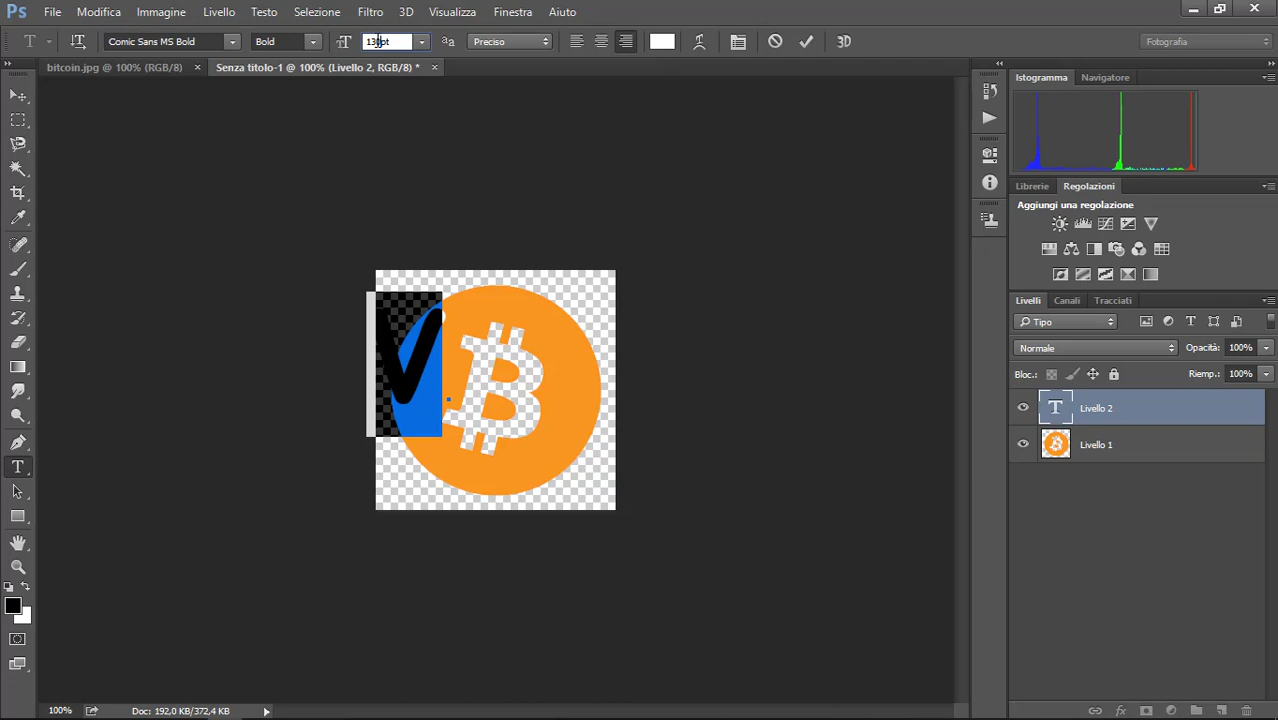 Ps File Modifica Immagine Livello Testo Selezione Filtro 3D Visualizza Finestra Aiuto
T Comic Sans MS Bold Bold Preciso 3D Fotografia
bitcoin.jpg @ 100% (RGB/8) × Senza titolo-1 @ 100% (Livello 2, RGB/8) * ×
Istogramma Navigatore
Librerie Regolazioni
Aggiungi una regolazione
Livelli Canali Tracciati
Tipo
Normale Opacità: 100%
Bloc.: Riemp.: 100%
T Livello 2
Livello 1
V
100% Doc: 192,0 KB/372,4 KB